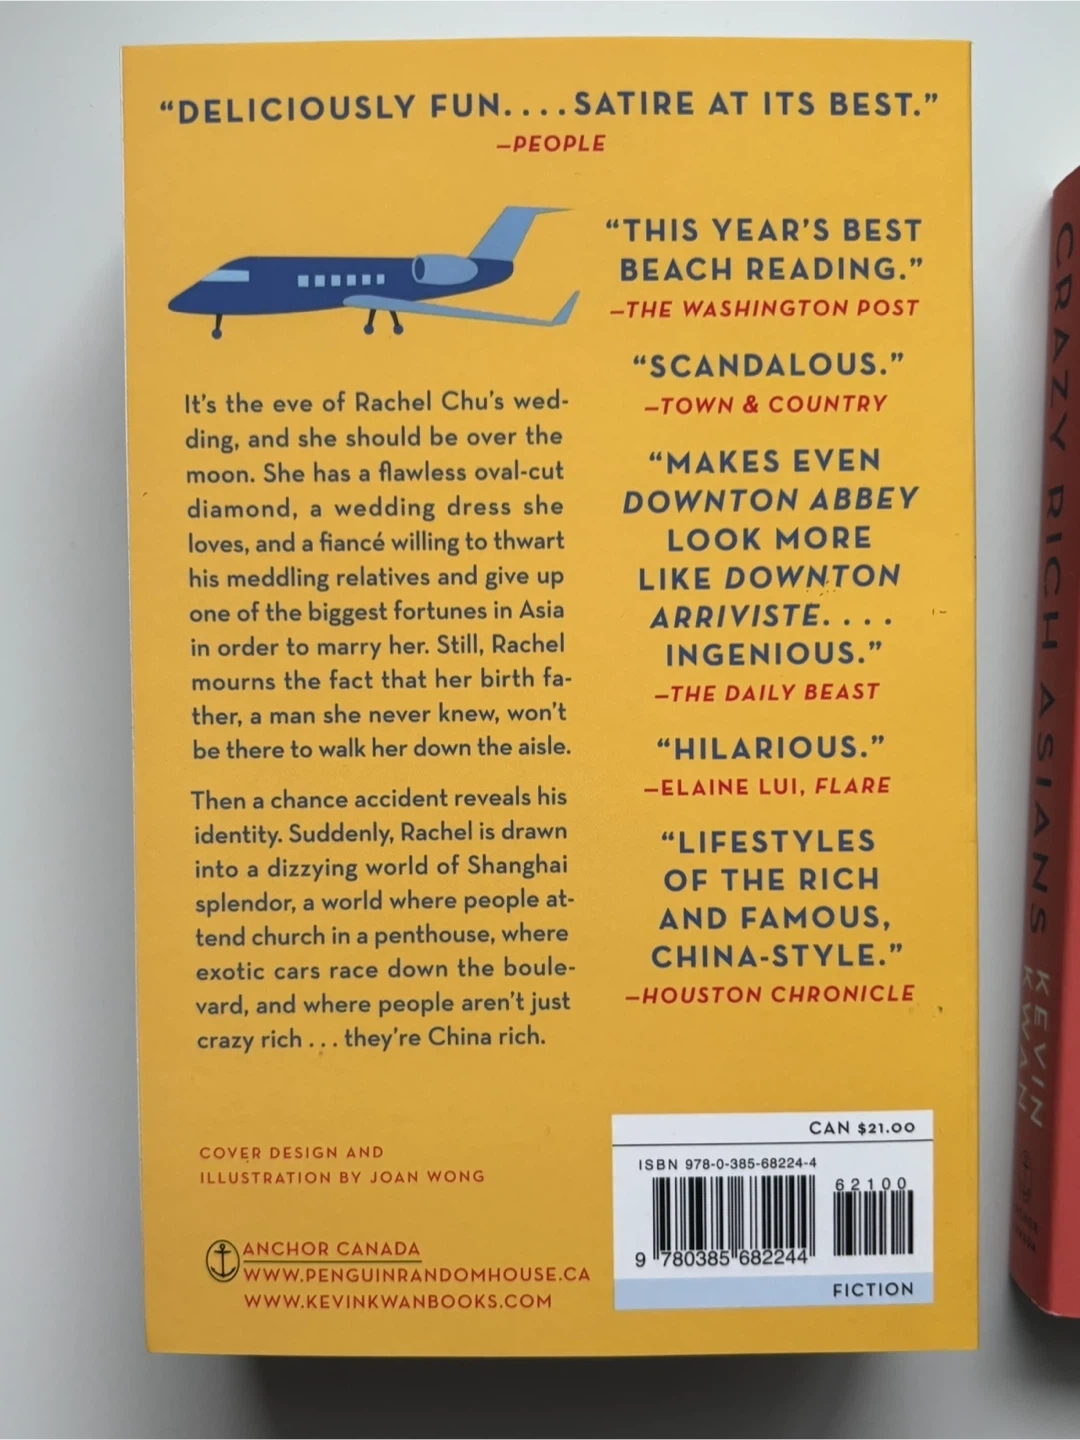 “DELICIOUSLY FUN. . . . SATIRE AT ITS BEST.”
—PEOPLE
It’s the eve of Rachel Chu’s wed-
ding, and she should be over the
moon. She has a flawless oval-cut
diamond, a wedding dress she
loves, and a fiancé willing to thwart
his meddling relatives and give up
one of the biggest fortunes in Asia
in order to marry her. Still, Rachel
mourns the fact that her birth fa-
ther, a man she never knew, won’t
be there to walk her down the aisle.
Then a chance accident reveals his
identity. Suddenly, Rachel is drawn
into a dizzying world of Shanghai
splendor, a world where people at-
tend church in a penthouse, where
exotic cars race down the boule-
vard, and where people aren’t just
crazy rich . . . they’re China rich.
“THIS YEAR’S BEST
BEACH READING.”
—THE WASHINGTON POST
“SCANDALOUS.”
—TOWN & COUNTRY
“MAKES EVEN
DOWNTON ABBEY
LOOK MORE
LIKE DOWNTON
ARRIVISTE. . . .
INGENIOUS.”
—THE DAILY BEAST
“HILARIOUS.”
—ELAINE LUI, FLARE
“LIFESTYLES
OF THE RICH
AND FAMOUS,
CHINA-STYLE.”
—HOUSTON CHRONICLE
COVER DESIGN AND
ILLUSTRATION BY JOAN WONG
ANCHOR CANADA
WWW.PENGUINRANDOMHOUSE.CA
WWW.KEVINKWANBOOKS.COM
CAN $21.00
ISBN 978-0-385-68224-4
62100
9 780385 682244
FICTION
CRAZY RICH ASIANS
KEVIN
KWAN